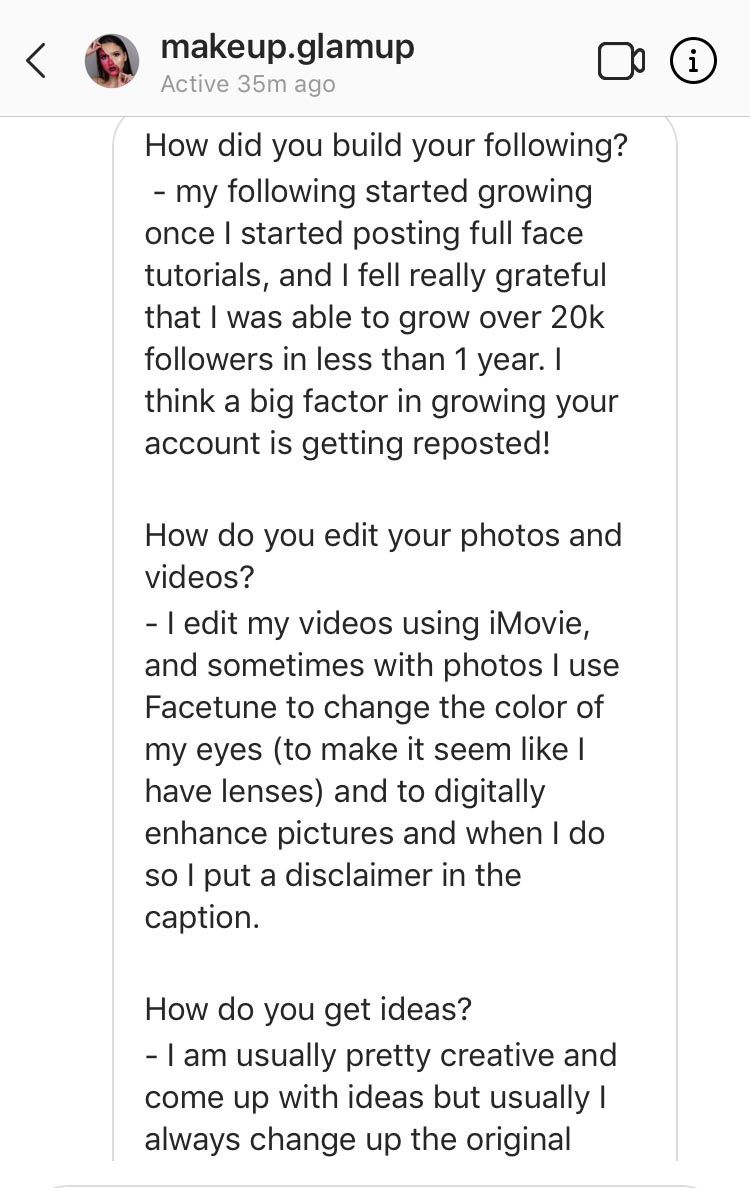 makeup.glamup
Active 35m ago
How did you build your following?
- my following started growing
once I started posting full face
tutorials, and I fell really grateful
that I was able to grow over 20k
followers in less than 1 year. I
think a big factor in growing your
account is getting reposted!
How do you edit your photos and
videos?
- I edit my videos using iMovie,
and sometimes with photos I use
Facetune to change the color of
my eyes (to make it seem like I
have lenses) and to digitally
enhance pictures and when I do
so I put a disclaimer in the
caption.
How do you get ideas?
- I am usually pretty creative and
come up with ideas but usually I
always change up the original